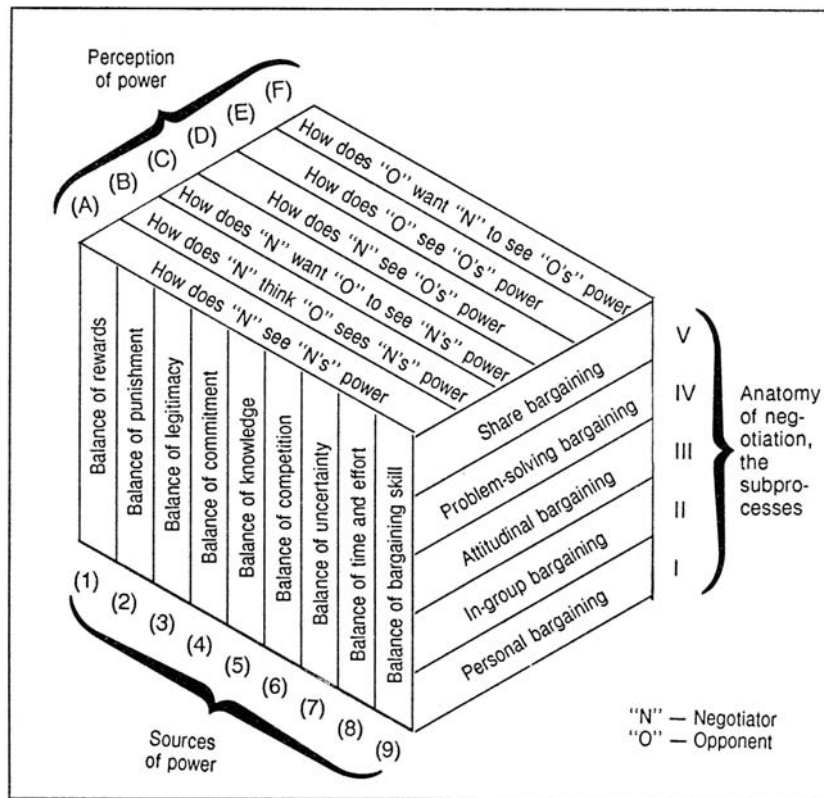 Perception
of power
(A)
(B)
(C)
(D)
(E)
(F)
How does "O" want "N" to see "O's" power
How does "O" see "O's" power
How does "N" see "O's" power
How does "N" want "O" to see "N's" power
How does "N" think "O" sees "N's" power
How does "N" see "N's" power
Balance of rewards
Balance of punishment
Balance of legitimacy
Balance of commitment
Balance of knowledge
Balance of competition
Balance of uncertainty
Balance of time and effort
Balance of bargaining skill
Share bargaining
Problem-solving bargaining
Attitudinal bargaining
In-group bargaining
Personal bargaining
V
IV
III
II
I
Anatomy
of neg-
otiation,
the
subpro-
cesses
(1)
(2)
(3)
(4)
(5)
(6)
(7)
(8)
(9)
Sources
of power
"N" — Negotiator
"O" — Opponent